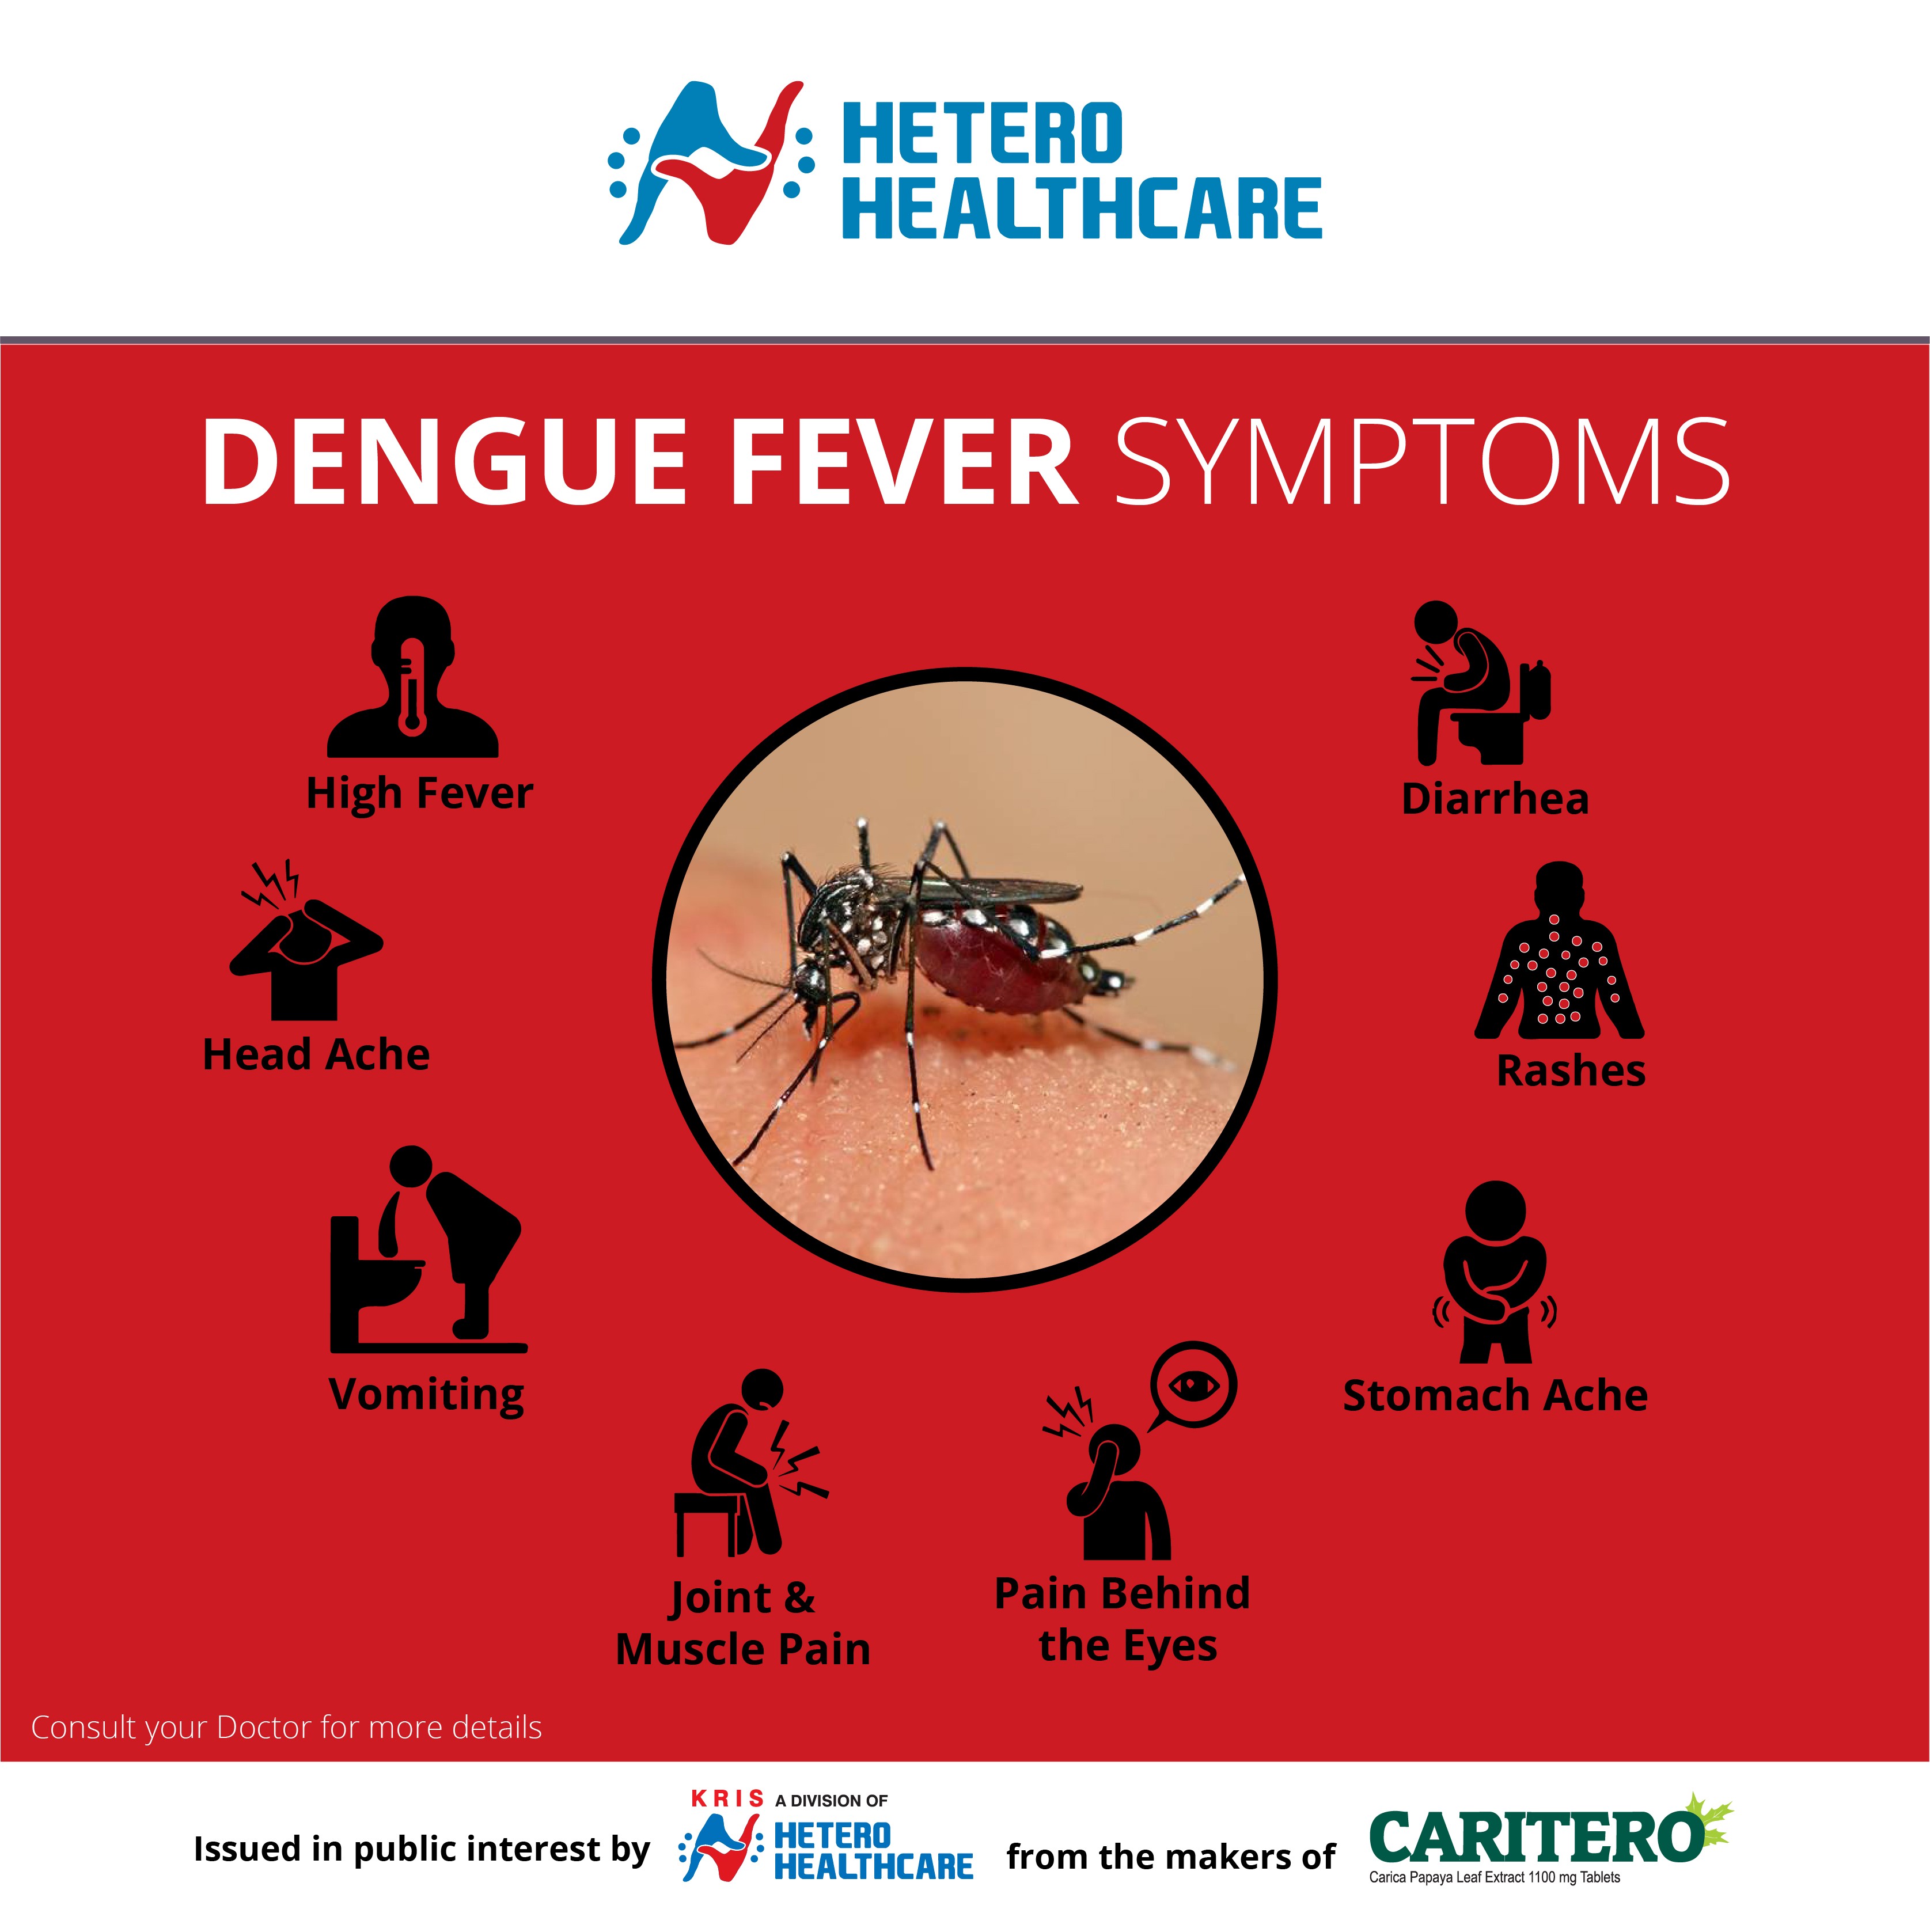 HETERO
HEALTHCARE
DENGUE FEVER SYMPTOMS
High Fever
Diarrhea
Head Ache
Rashes
Vomiting
Stomach Ache
Joint &
Muscle Pain
Pain Behind
the Eyes
Consult your Doctor for more details
Issued in public interest by
KRIS A DIVISION OF
HETERO
HEALTHCARE
from the makers of
CARITERO
Carica Papaya Leaf Extract 1100 mg Tablets